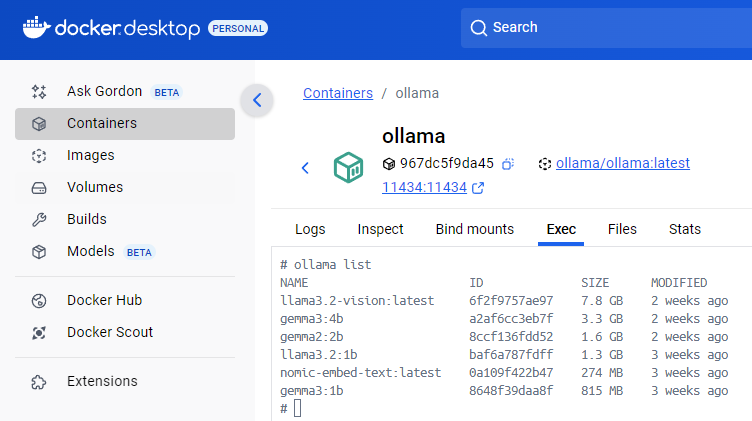 docker desktop PERSONAL
Search
Ask Gordon BETA
Containers
Images
Volumes
Builds
Models BETA
Docker Hub
Docker Scout
Extensions
Containers / ollama
ollama
967dc5f9da45 ollama/ollama:latest
11434:11434
Logs Inspect Bind mounts Exec Files Stats
# ollama list
NAME ID SIZE MODIFIED
llama3.2-vision:latest 6f2f9757ae97 7.8 GB 2 weeks ago
gemma3:4b a2af6cc3eb7f 3.3 GB 2 weeks ago
gemma2:2b 8ccf136fdd52 1.6 GB 2 weeks ago
llama3.2:1b baf6a787fdff 1.3 GB 3 weeks ago
nomic-embed-text:latest 0a109f422b47 274 MB 3 weeks ago
gemma3:1b 8648f39daa8f 815 MB 3 weeks ago
#